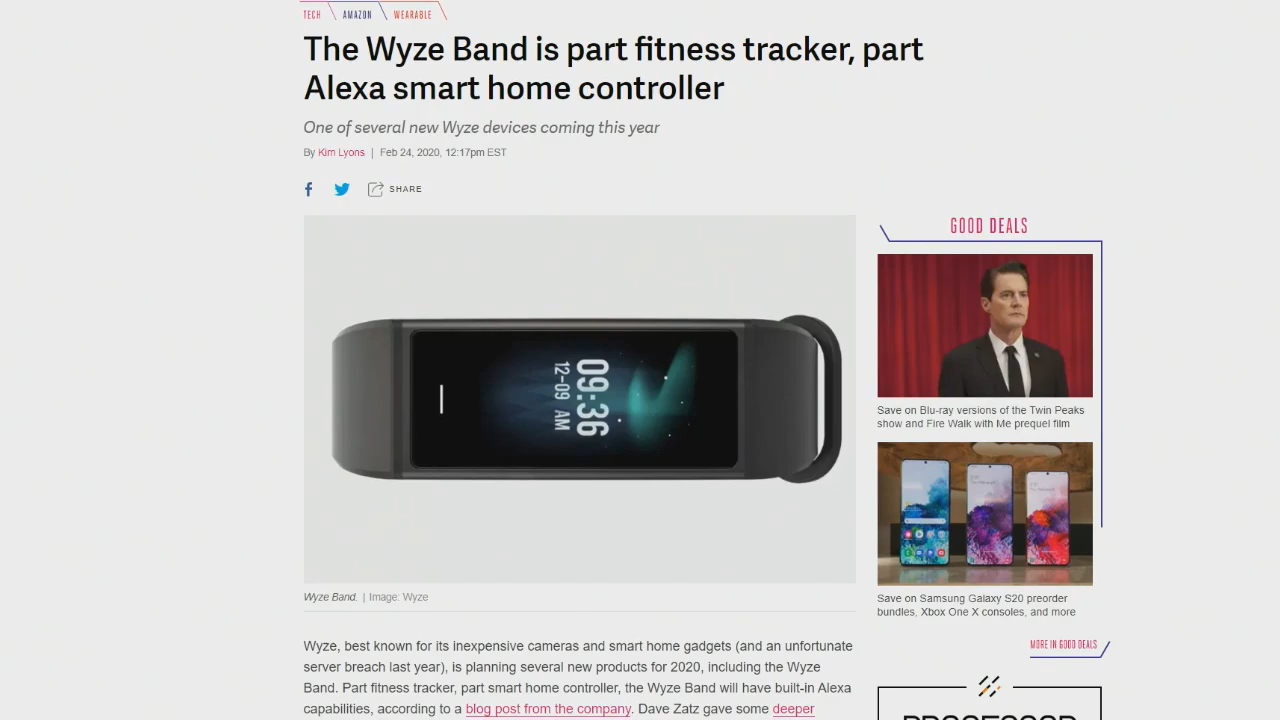 TECH AMAZON WEARABLE
The Wyze Band is part fitness tracker, part
Alexa smart home controller
One of several new Wyze devices coming this year
By Kim Lyons | Feb 24, 2020, 12:17pm EST
SHARE
09:36
12-09 AM
Wyze Band. | Image: Wyze
Wyze, best known for its inexpensive cameras and smart home gadgets (and an unfortunate
server breach last year), is planning several new products for 2020, including the Wyze
Band. Part fitness tracker, part smart home controller, the Wyze Band will have built-in Alexa
capabilities, according to a blog post from the company. Dave Zatz gave some deeper
GOOD DEALS
Save on Blu-ray versions of the Twin Peaks
show and Fire Walk with Me prequel film
Save on Samsung Galaxy S20 preorder
bundles, Xbox One X consoles, and more
MORE IN GOOD DEALS
PROCESSOR